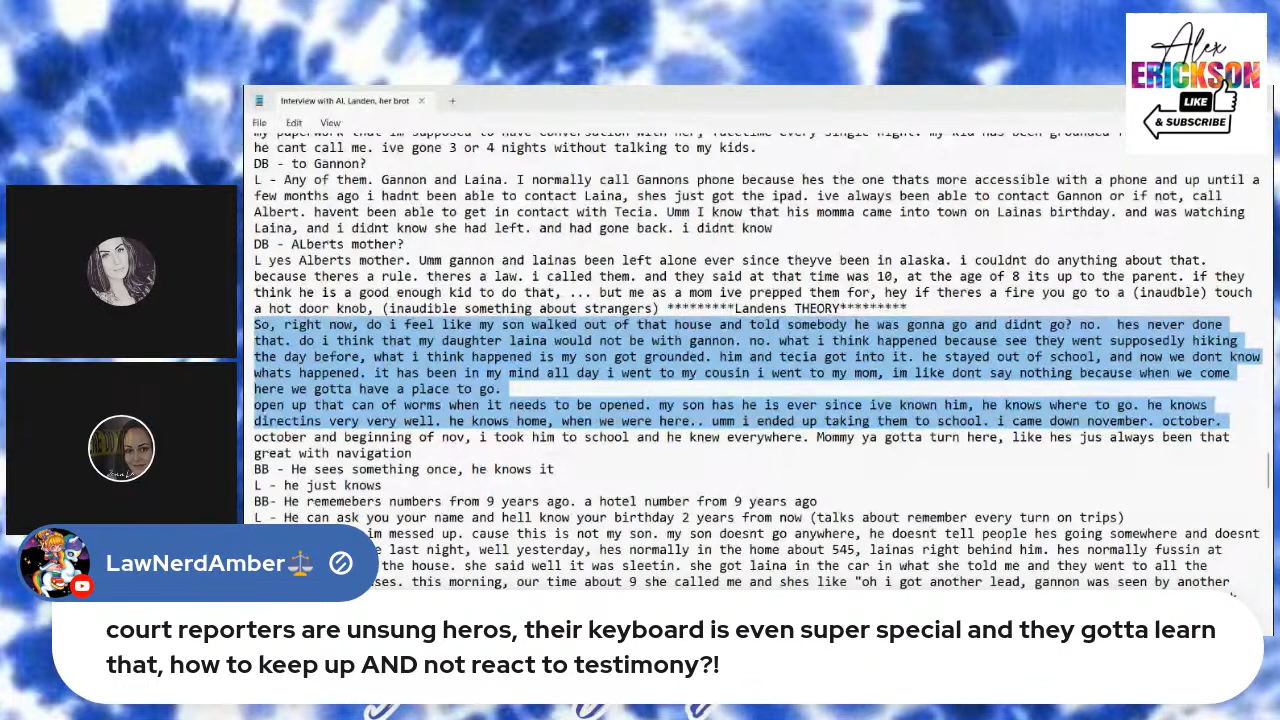 Alex
ERICKSON
LIKE
& SUBSCRIBE
Interview with Al, Landen, her brot
File Edit View
he cant call me. ive gone 3 or 4 nights without talking to my kids.
DB - to Gannon?
L - Any of them. Gannon and Laina. I normally call Gannons phone because hes the one thats more accessible with a phone and up until a
few months ago i hadnt been able to contact Laina, shes just got the ipad. ive always been able to contact Gannon or if not, call
Albert. havent been able to get in contact with Tecia. Umm I know that his momma came into town on Lainas birthday. and was watching
Laina, and i didnt know she had left. and had gone back. i didnt know
DB - ALberts mother?
L yes Alberts mother. Umm gannon and lainas been left alone ever since theyve been in alaska. i couldnt do anything about that.
because theres a rule. theres a law. i called them. and they said at that time was 10, at the age of 8 its up to the parent. if they
think he is a good enough kid to do that, ... but me as a mom ive prepped them for, hey if theres a fire you go to a (inaudble) touch
a hot door knob, (inaudible something about strangers) *********Landens THEORY*********
So, right now, do i feel like my son walked out of that house and told somebody he was gonna go and didnt go? no.  hes never done
that. do i think that my daughter laina would not be with gannon. no. what i think happened because see they went supposedly hiking
the day before, what i think happened is my son got grounded. him and tecia got into it. he stayed out of school, and now we dont know
whats happened. it has been in my mind all day i went to my cousin i went to my mom, im like dont say nothing because when we come
here we gotta have a place to go.
open up that can of worms when it needs to be opened. my son has he is ever since ive known him, he knows where to go. he knows
directins very very well. he knows home, when we were here.. umm i ended up taking them to school. i came down november. october.
october and beginning of nov, i took him to school and he knew everywhere. Mommy ya gotta turn here, like hes jus always been that
great with navigation
BB - He sees something once, he knows it
L - he just knows
BB- He rememebers numbers from 9 years ago. a hotel number from 9 years ago
L - He can ask you your name and hell know your birthday 2 years from now (talks about remember every turn on trips)
im messed up. cause this is not my son. my son doesnt go anywhere, he doesnt tell people hes going somewhere and doesnt
e last night, well yesterday, hes normally in the home about 545, lainas right behind him. hes normally fussin at
the house. she said well it was sleetin. she got laina in the car in what she told me and they went to all the
ses. this morning, our time about 9 she called me and shes like "oh i got another lead, gannon was seen by another
LawNerdAmber⚖️
court reporters are unsung heros, their keyboard is even super special and they gotta learn
that, how to keep up AND not react to testimony?!